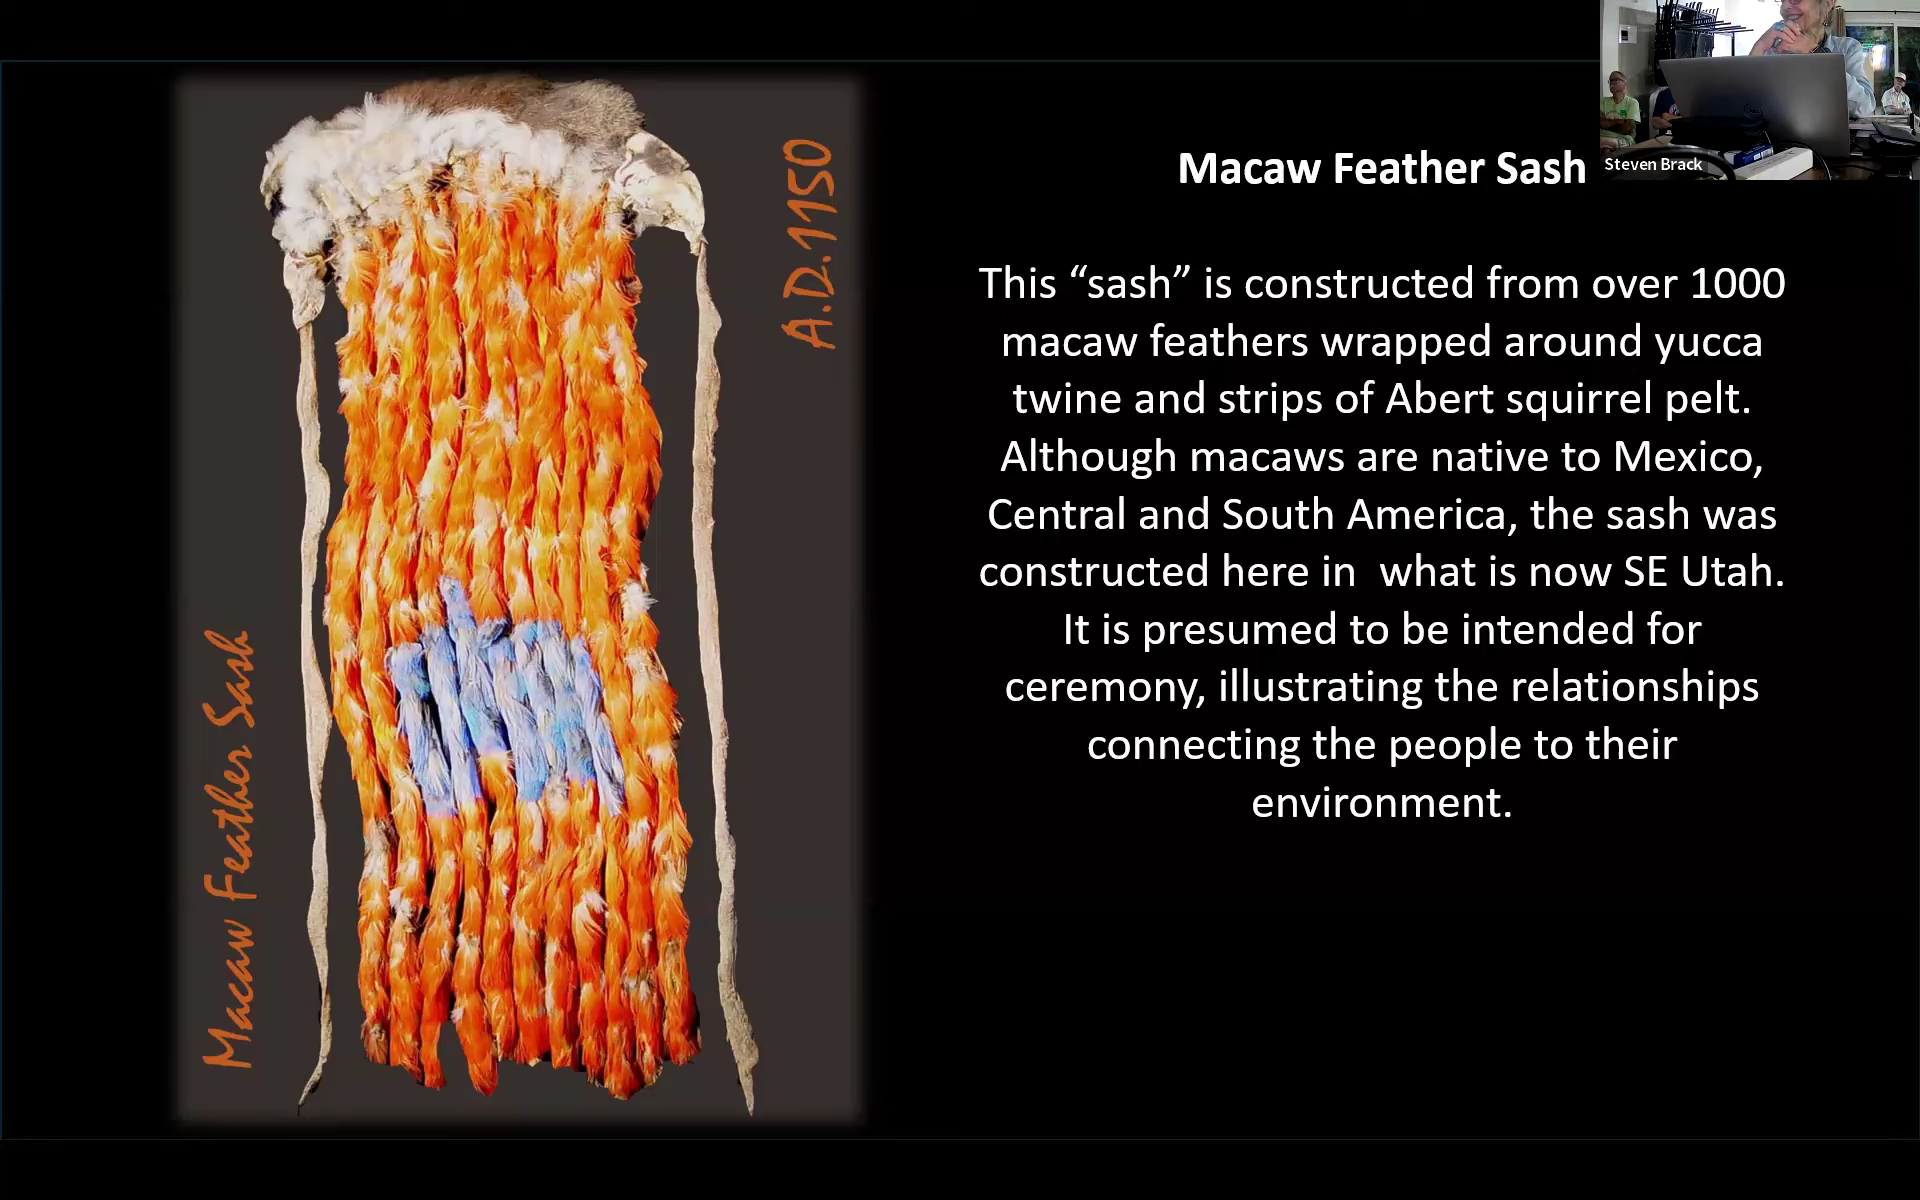 Macaw Feather Sash
A.D.1150
Macaw Feather Sash
This “sash” is constructed from over 1000
macaw feathers wrapped around yucca
twine and strips of Abert squirrel pelt.
Although macaws are native to Mexico,
Central and South America, the sash was
constructed here in  what is now SE Utah.
It is presumed to be intended for
ceremony, illustrating the relationships
connecting the people to their
environment.
Steven Brack